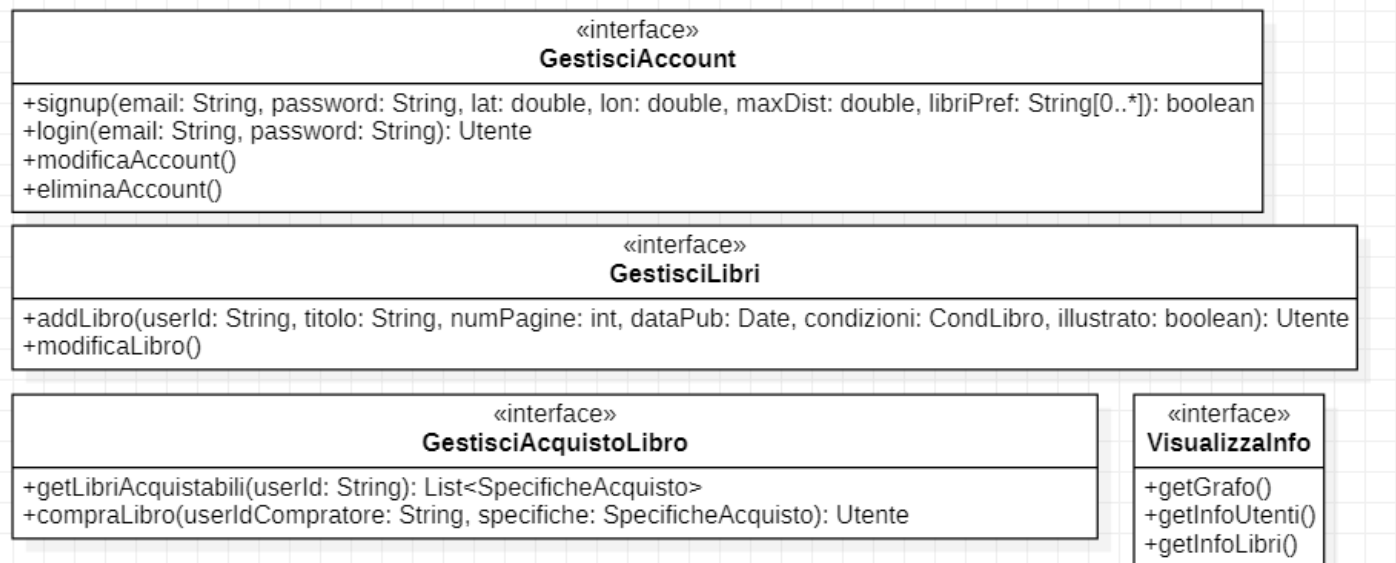 «interface»
GestisciAccount
+signup(email: String, password: String, lat: double, lon: double, maxDist: double, libriPref: String[0..*]): boolean
+login(email: String, password: String): Utente
+modificaAccount()
+eliminaAccount()
«interface»
GestisciLibri
+addLibro(userId: String, titolo: String, numPagine: int, dataPub: Date, condizioni: CondLibro, illustrato: boolean): Utente
+modificaLibro()
«interface»
GestisciAcquistoLibro
+getLibriAcquistabili(userId: String): List<SpecificheAcquisto>
+compraLibro(userIdCompratore: String, specifiche: SpecificheAcquisto): Utente
«interface»
VisualizzaInfo
+getGrafo()
+getInfoUtenti()
+getInfoLibri()